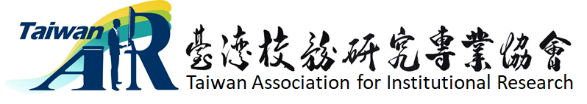 Taiwan
AIR
臺灣校務研究專業協會
Taiwan Association for Institutional Research